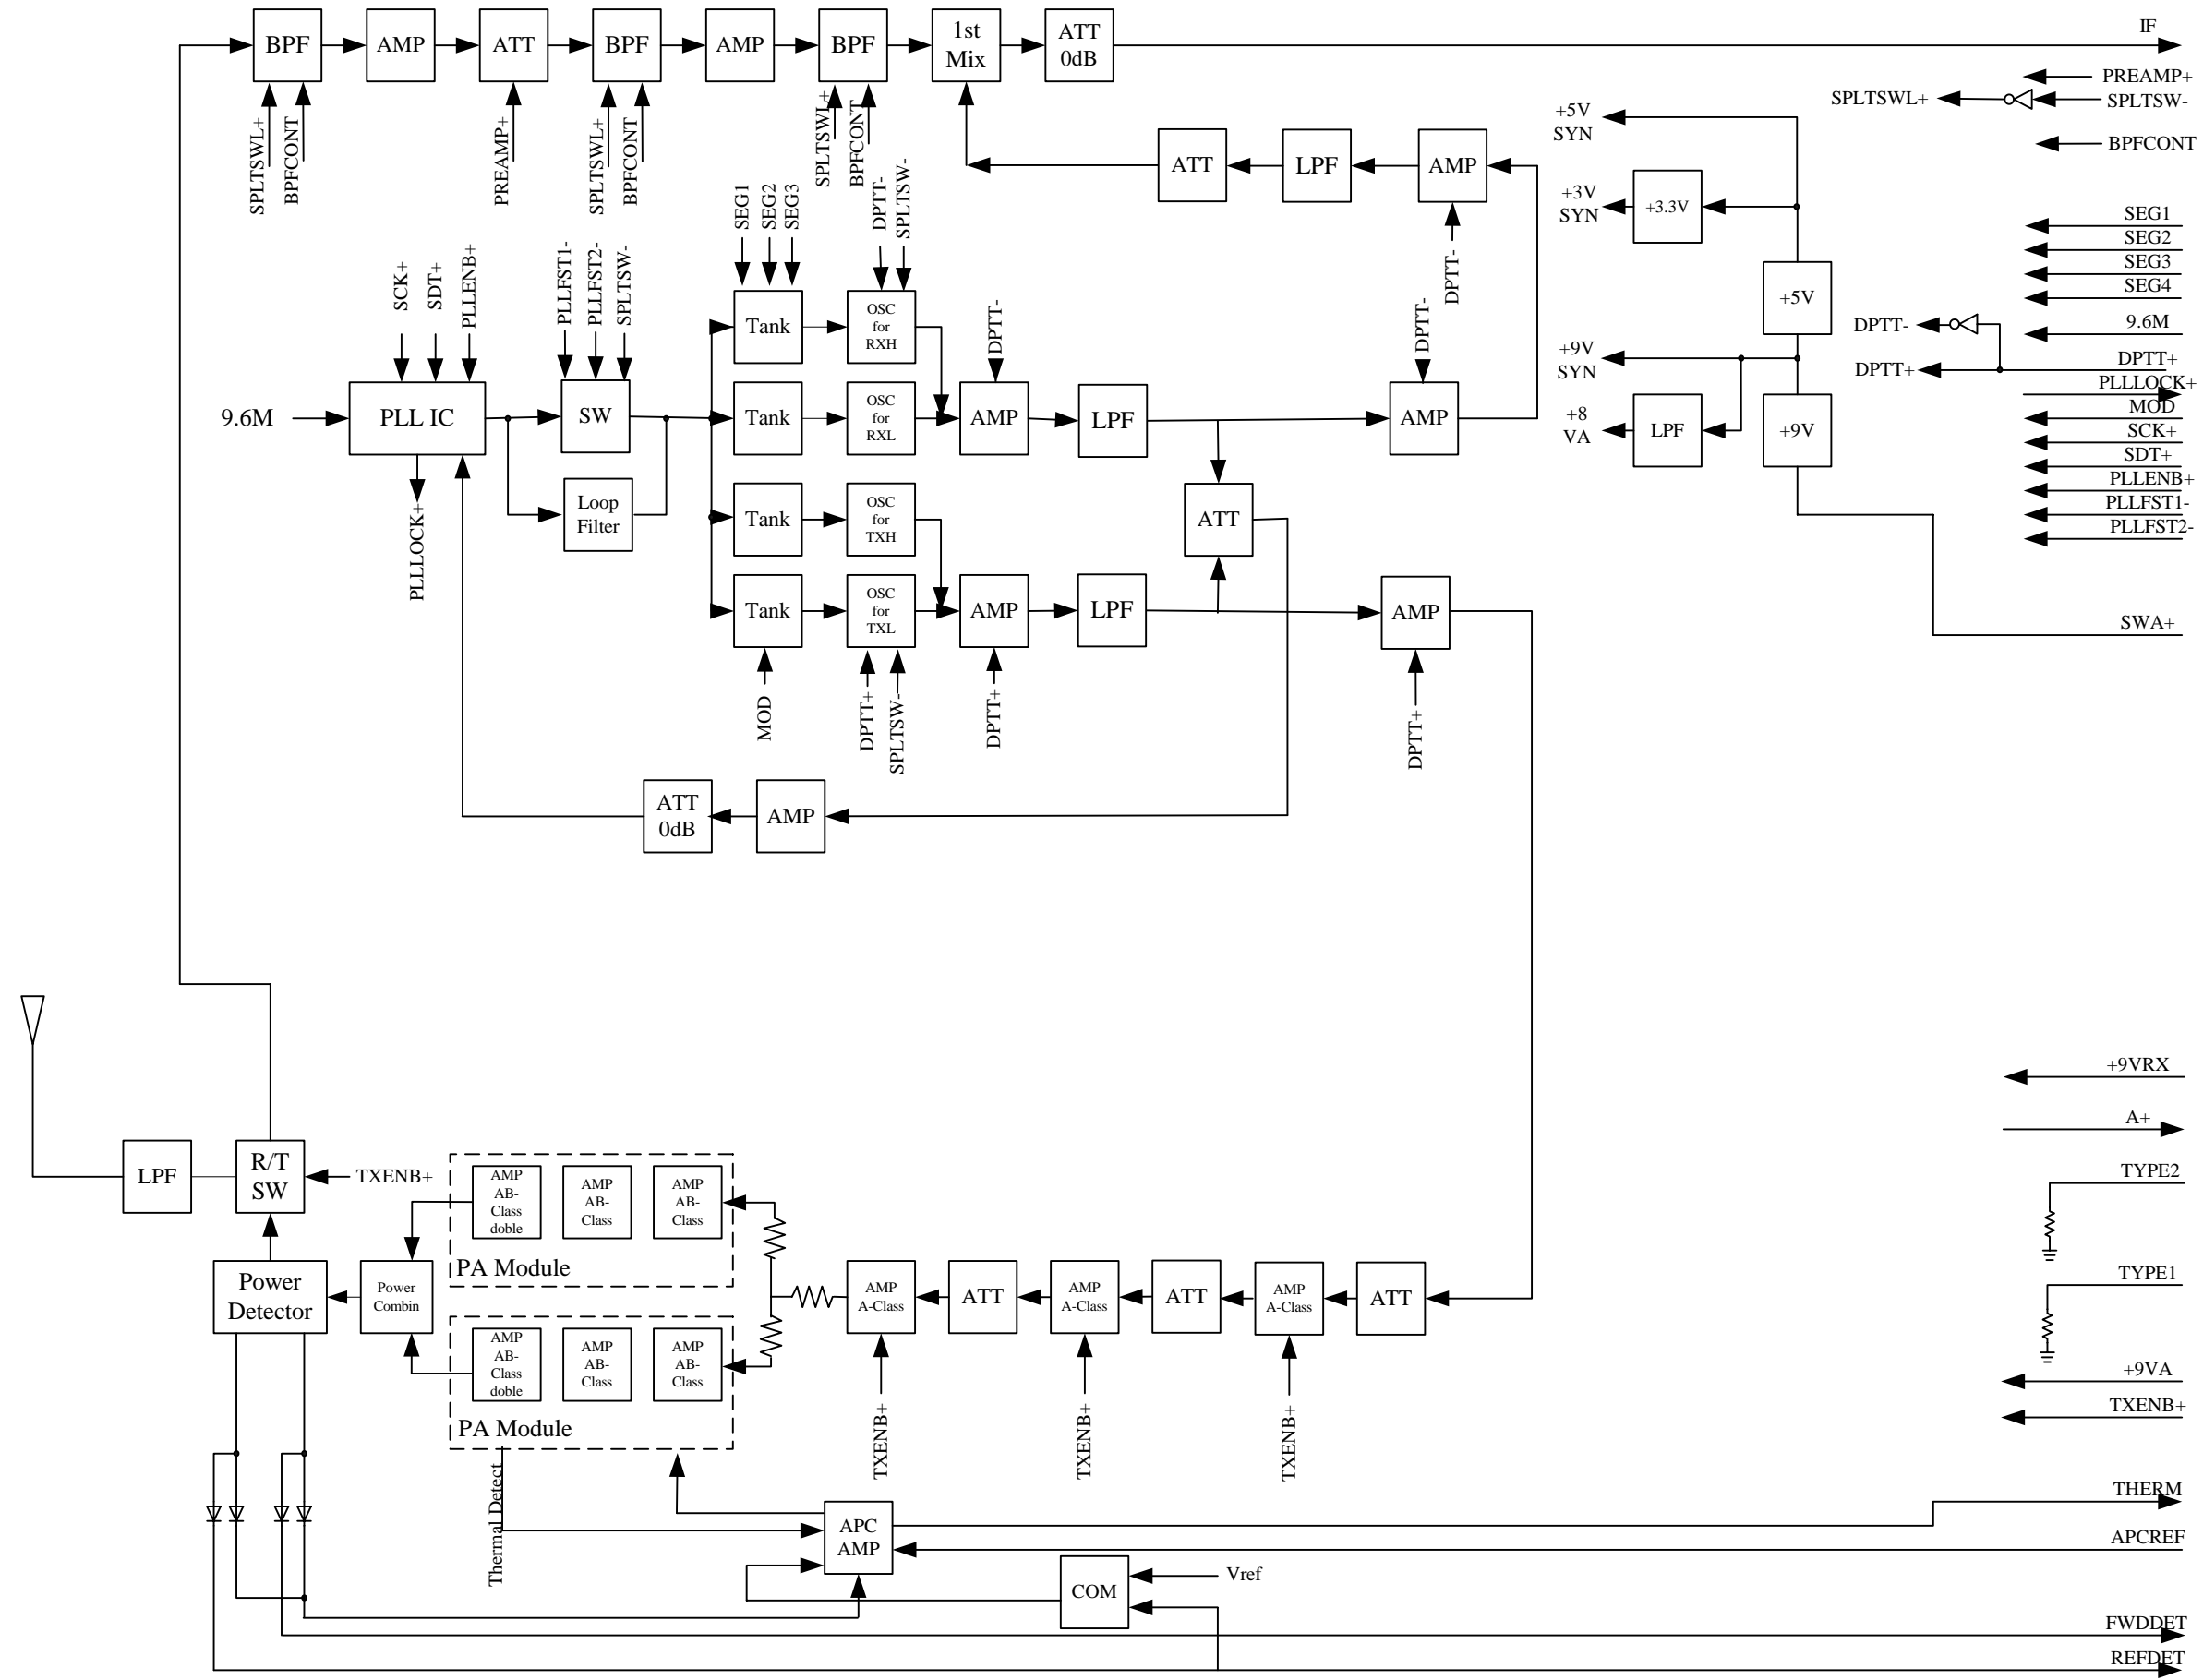 IF
BPF
AMP
ATT
BPF
AMP
BPF
1st
Mix
ATT
0dB
PREAMP+
SPLTSWL+
SPLTSW-
BPFCONT
SPLTSWL+
BPFCONT
PREAMP+
SPLTSWL+
BPFCONT
SPLTSWL+
BPFCONT
+5V
SYN
ATT
LPF
AMP
DPTT-
SPLTSW-
SEG1
SEG2
SEG3
+3V
SYN
+3.3V
SEG1
SEG2
SEG3
SEG4
9.6M
SCK+
SDT+
PLLENB+
PLLFST1-
PLLFST2-
SPLTSW-
DPTT-
+5V
Tank
OSC
for
RXH
DPTT-
DPTT-
DPTT-
DPTT+
+9V
SYN
DPTT+
PLLLOCK+
MOD
SCK+
SDT+
PLLENB+
PLLFST1-
PLLFST2-
9.6M
PLL IC
SW
Tank
OSC
for
RXL
AMP
LPF
AMP
+8
VA
LPF
+9V
PLLLOCK+
Loop
Filter
Tank
OSC
for
TXH
ATT
Tank
OSC
for
TXL
AMP
LPF
AMP
SWA+
MOD
DPTT+
SPLTSW-
DPTT+
DPTT+
ATT
0dB
AMP
+9VRX
A+
LPF
R/T
SW
TXENB+
AMP
AB-
Class
doble
AMP
AB-
Class
AMP
AB-
Class
PA Module
TYPE2
Power
Detector
Power
Combin
AMP
A-Class
ATT
AMP
A-Class
ATT
AMP
A-Class
ATT
TYPE1
AMP
AB-
Class
doble
AMP
AB-
Class
AMP
AB-
Class
PA Module
+9VA
TXENB+
TXENB+
TXENB+
TXENB+
Thermal Detect
THERM
APC
AMP
APCREF
COM
Vref
FWDDET
REFDET